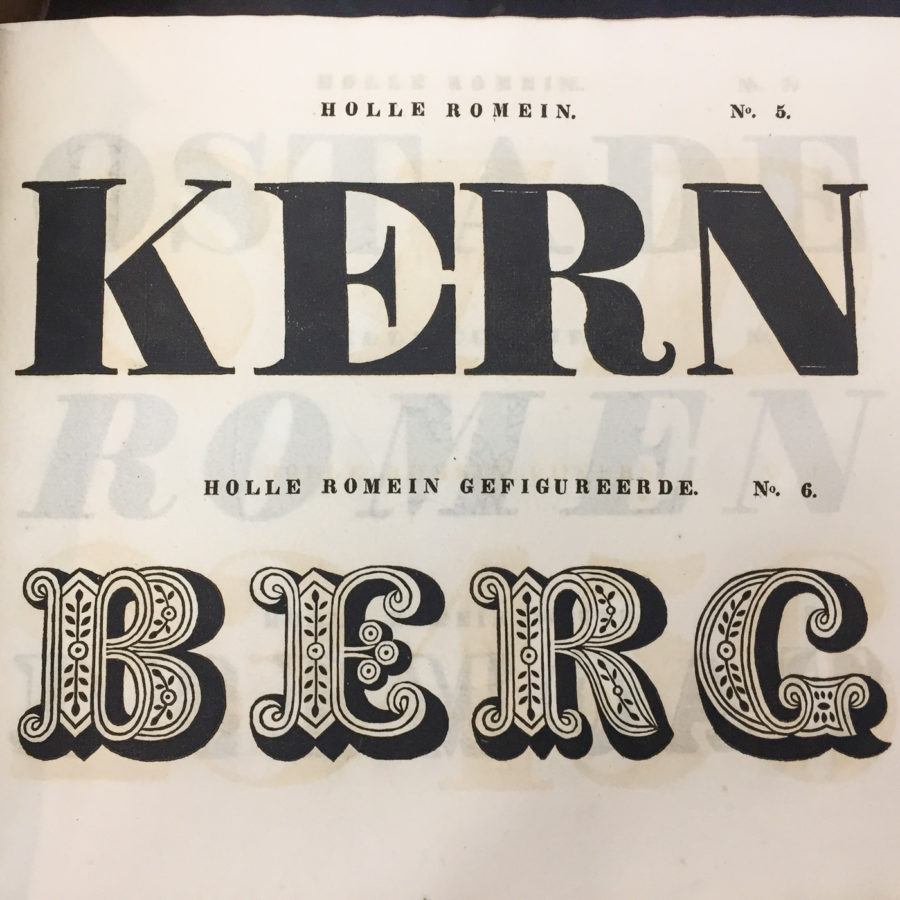 HOLLE ROMEIN. No. 5.
KERN
HOLLE ROMEIN GEFIGUREERDE. No. 6.
BERG